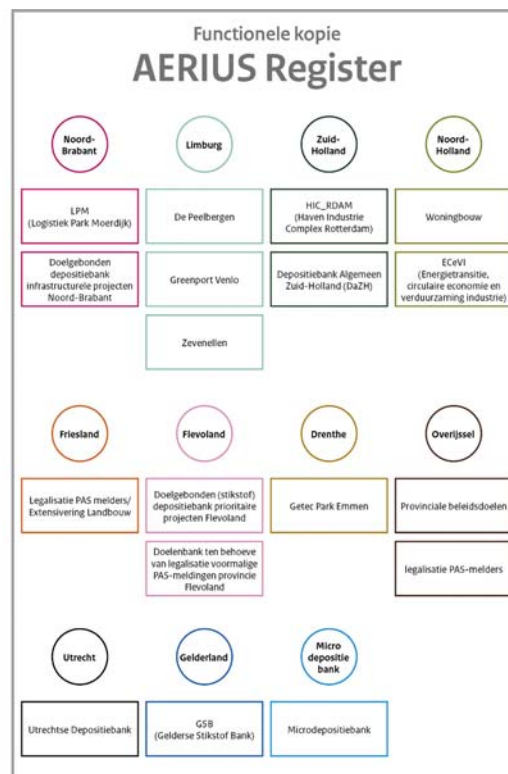 Functionele kopie
AERIUS Register
Noord-
Brabant
LPM
(Logistiek Park Moerdijk)
Doelgebonden
depositiebank
infrastructurele projecten
Noord-Brabant
Limburg
De Peelbergen
Greenport Venlo
Zevenellen
Zuid-
Holland
HIC_RDAM
(Haven Industrie
Complex Rotterdam)
Depositiebank Algemeen
Zuid-Holland (DaZH)
Noord-
Holland
Woningbouw
ECeVI
(Energietransitie,
circulaire economie en
verduurzaming industrie)
Friesland
Legalisatie PAS melders/
Extensivering Landbouw
Flevoland
Doelgebonden (stikstof)
depositiebank prioritaire
projecten Flevoland
Doelenbank ten behoeve
van legalisatie voormalige
PAS-meldingen provincie
Flevoland
Drenthe
Getec Park Emmen
Overijssel
Provinciale beleidsdoelen
legalisatie PAS-melders
Utrecht
Utrechtse Depositiebank
Gelderland
GSB
(Gelderse Stikstof Bank)
Micro
depositie
bank
Microdepositiebank